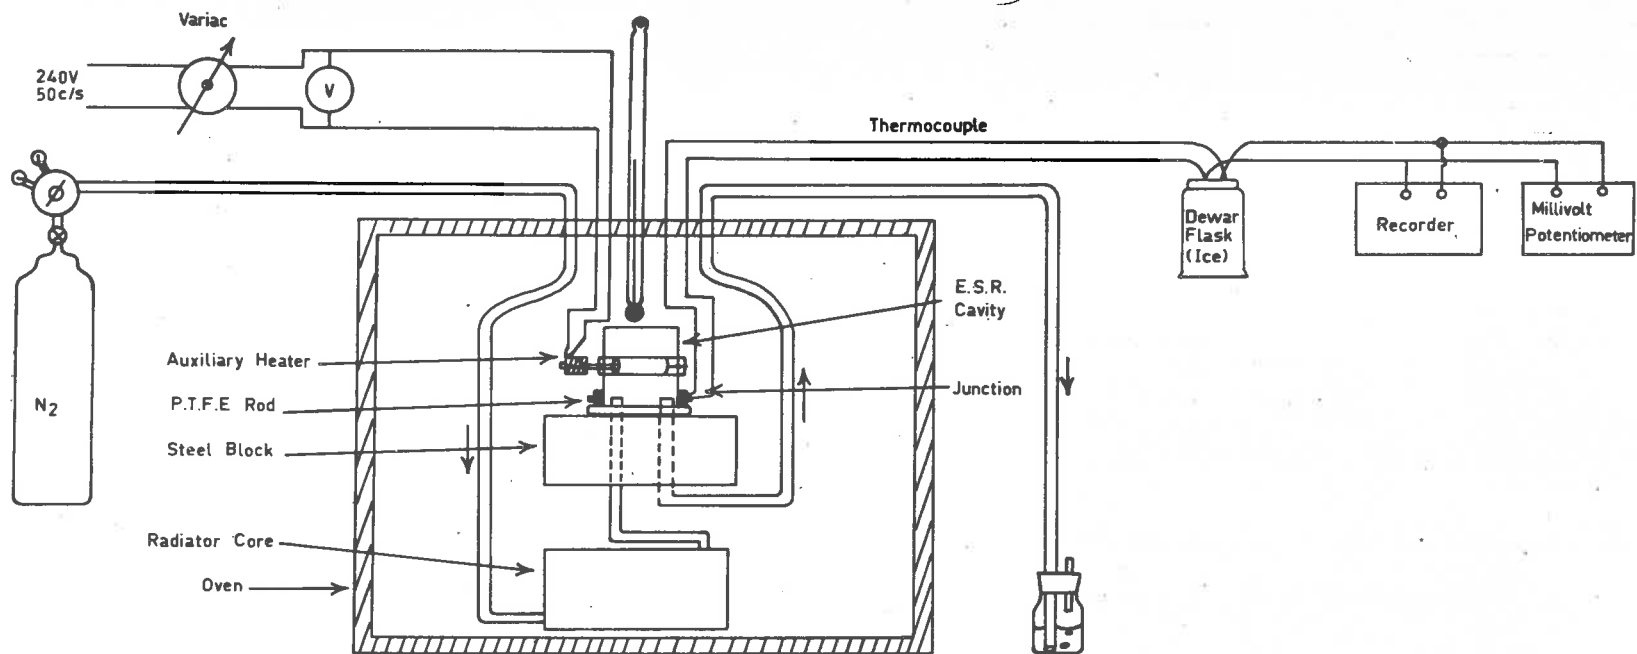 Variac
240V
50c/s
V
Thermocouple
N2
Dewar
Flask
(Ice)
Recorder
Millivolt
Potentiometer
E.S.R.
Cavity
Auxiliary Heater
Junction
P.T.F.E Rod
Steel Block
Radiator Core
Oven